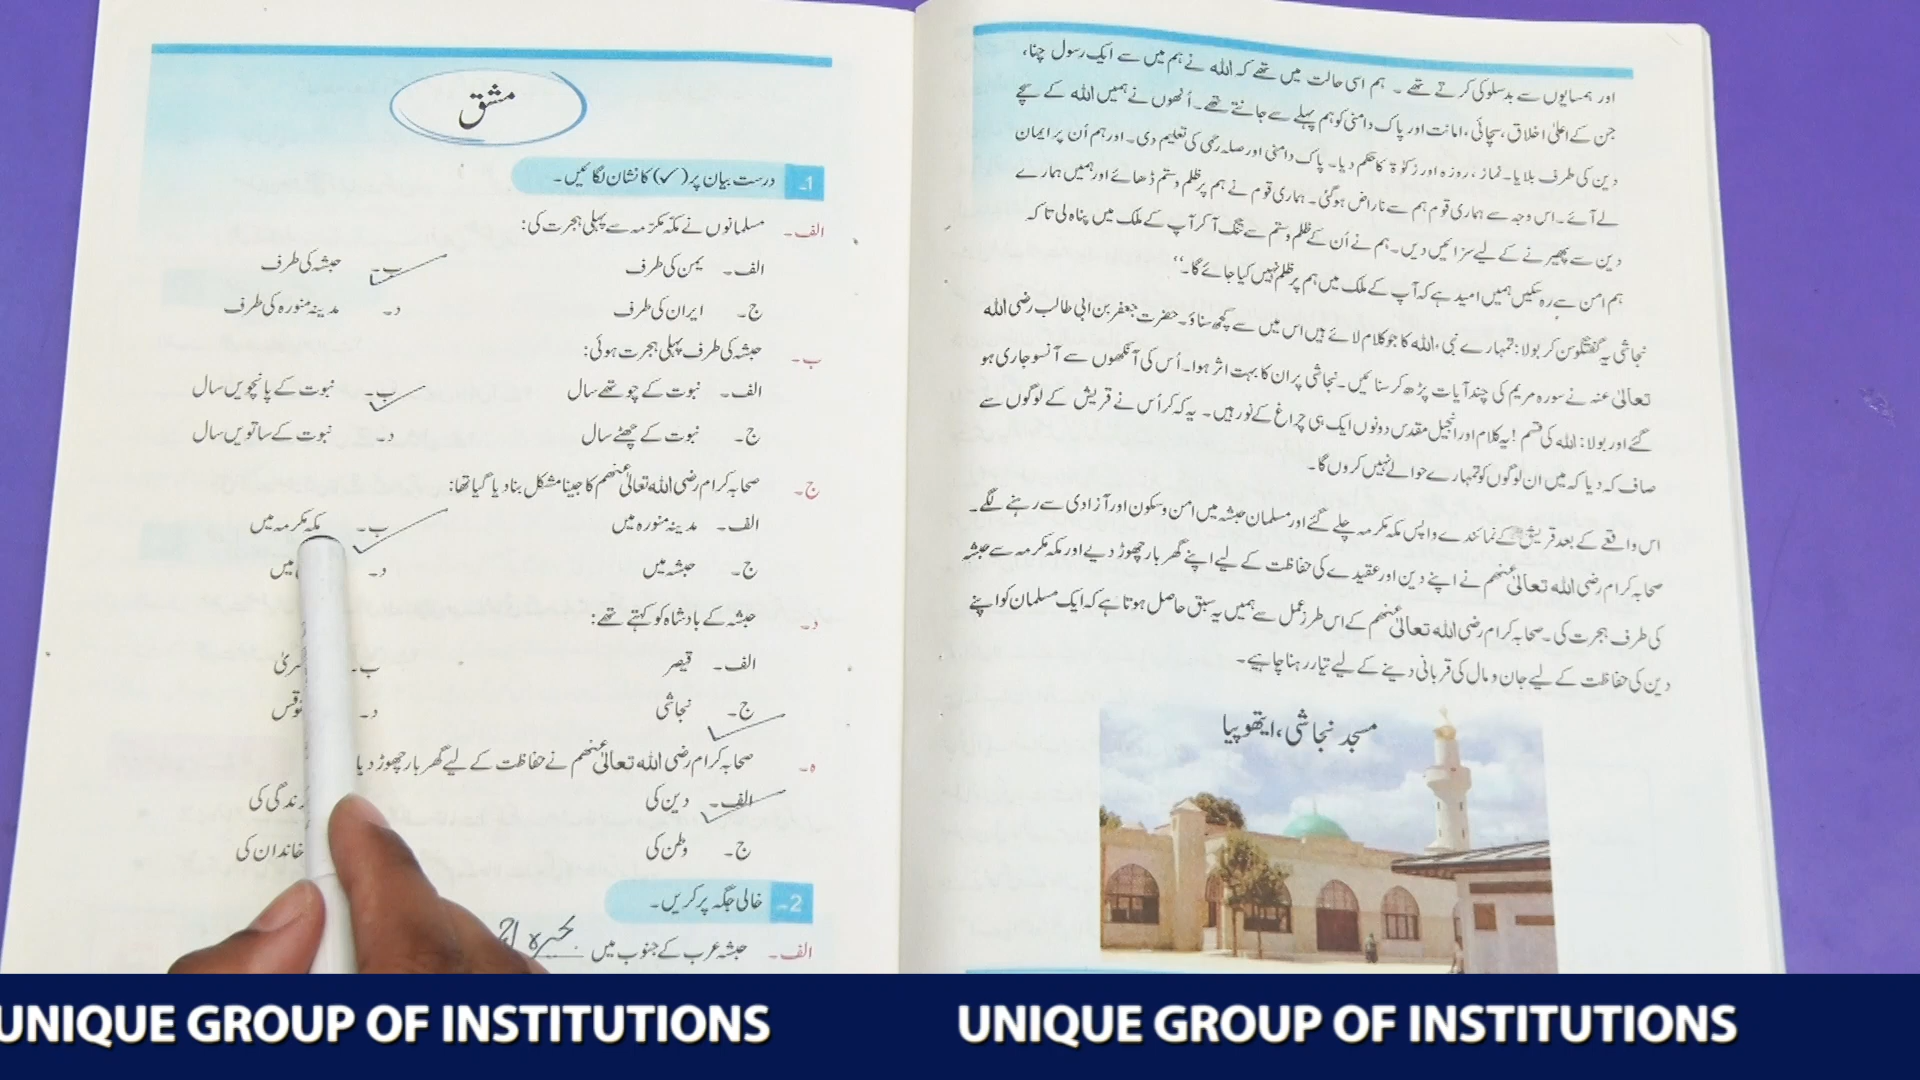 اور ہمسایوں سے بدسلوکی کرتے تھے۔ ہم اسی حالت میں تھے کہ اللہ نے ہم میں سے ایک رسول چنا،
جن کے اعلیٰ اخلاق، سچائی، امانت اور پاک دامنی کو ہم پہلے سے جانتے تھے۔ اُنھوں نے ہمیں اللہ کے سچے
دین کی طرف بلایا۔ نماز، روزہ اور زکوٰۃ کا حکم دیا۔ پاک دامنی اور صلہ رحمی کی تعلیم دی۔ اور ہم اُن پر ایمان
لے آئے۔ اس وجہ سے ہماری قوم ہم سے ناراض ہوگئی۔ ہماری قوم نے ہم پر ظلم وستم ڈھائے اور ہمیں ہمارے
دین سے پھیرنے کے لیے سزائیں دیں۔ ہم نے اُن کے ظلم وستم سے تنگ آکر آپ کے ملک میں پناہ لی تاکہ
ہم امن سے رہ سکیں ہمیں امید ہے کہ آپ کے ملک میں ہم پر ظلم نہیں کیا جائے گا۔‘‘
نجاشی یہ گفتگو سن کر بولا: تمہارے نبی، اللہ کا جو کلام لائے ہیں اس میں سے کچھ سناؤ۔ حضرت جعفر بن ابی طالب رضی اللہ
تعالیٰ عنہ نے سورہ مریم کی چند آیات پڑھ کر سنائیں۔ نجاشی پر ان کا بہت اثر ہوا۔ اُس کی آنکھوں سے آنسو جاری ہو
گئے اور بولا: اللہ کی قسم! یہ کلام اور انجیل مقدس دونوں ایک ہی چراغ کے نور ہیں۔ یہ کہہ کر اُس نے قریش کے لوگوں سے
صاف کہہ دیا کہ میں ان لوگوں کو تمہارے حوالے نہیں کروں گا۔
اس واقعے کے بعد قریش کے نمائندے واپس مکہ مکرمہ چلے گئے اور مسلمان حبشہ میں امن و سکون اور آزادی سے رہنے لگے۔
صحابہ کرام رضی اللہ تعالیٰ عنھم نے اپنے دین اور عقیدے کی حفاظت کے لیے اپنے گھر بار چھوڑ دیے اور مکہ مکرمہ سے حبشہ
کی طرف ہجرت کی۔ صحابہ کرام رضی اللہ تعالیٰ عنھم کے اس طرز عمل سے ہمیں یہ سبق حاصل ہوتا ہے کہ ایک مسلمان کو اپنے
دین کی حفاظت کے لیے جان و مال کی قربانی دینے کے لیے تیار رہنا چاہیے۔
مسجد نجاشی، ایتھوپیا
مشق
1- درست بیان پر (✓) کا نشان لگائیں۔
الف۔ مسلمانوں نے مکہ مکرّمہ سے پہلی ہجرت کی:
الف۔ یمن کی طرف ب۔ حبشہ کی طرف
ج۔ ایران کی طرف د۔ مدینہ منورہ کی طرف
ب۔ حبشہ کی طرف پہلی ہجرت ہوئی:
الف۔ نبوت کے چوتھے سال ب۔ نبوت کے پانچویں سال
ج۔ نبوت کے چھٹے سال د۔ نبوت کے ساتویں سال
ج۔ صحابہ کرام رضی اللہ تعالیٰ عنھم کا جینا مشکل بنا دیا گیا تھا:
الف۔ مدینہ منورہ میں ب۔ مکہ مکرمہ میں
ج۔ حبشہ میں د۔ میں
د۔ حبشہ کے بادشاہ کو کہتے تھے:
الف۔ قیصر ب۔
ج۔ نجاشی د۔
ہ۔ صحابہ کرام رضی اللہ تعالیٰ عنھم نے حفاظت کے لیے گھر بار چھوڑ دیا
الف۔ دین کی کی
ج۔ وطن کی خاندان کی
2- خالی جگہ پر کریں۔
الف۔ حبشہ عرب کے جنوب میں بحیرہ
UNIQUE GROUP OF INSTITUTIONS UNIQUE GROUP OF INSTITUTIONS